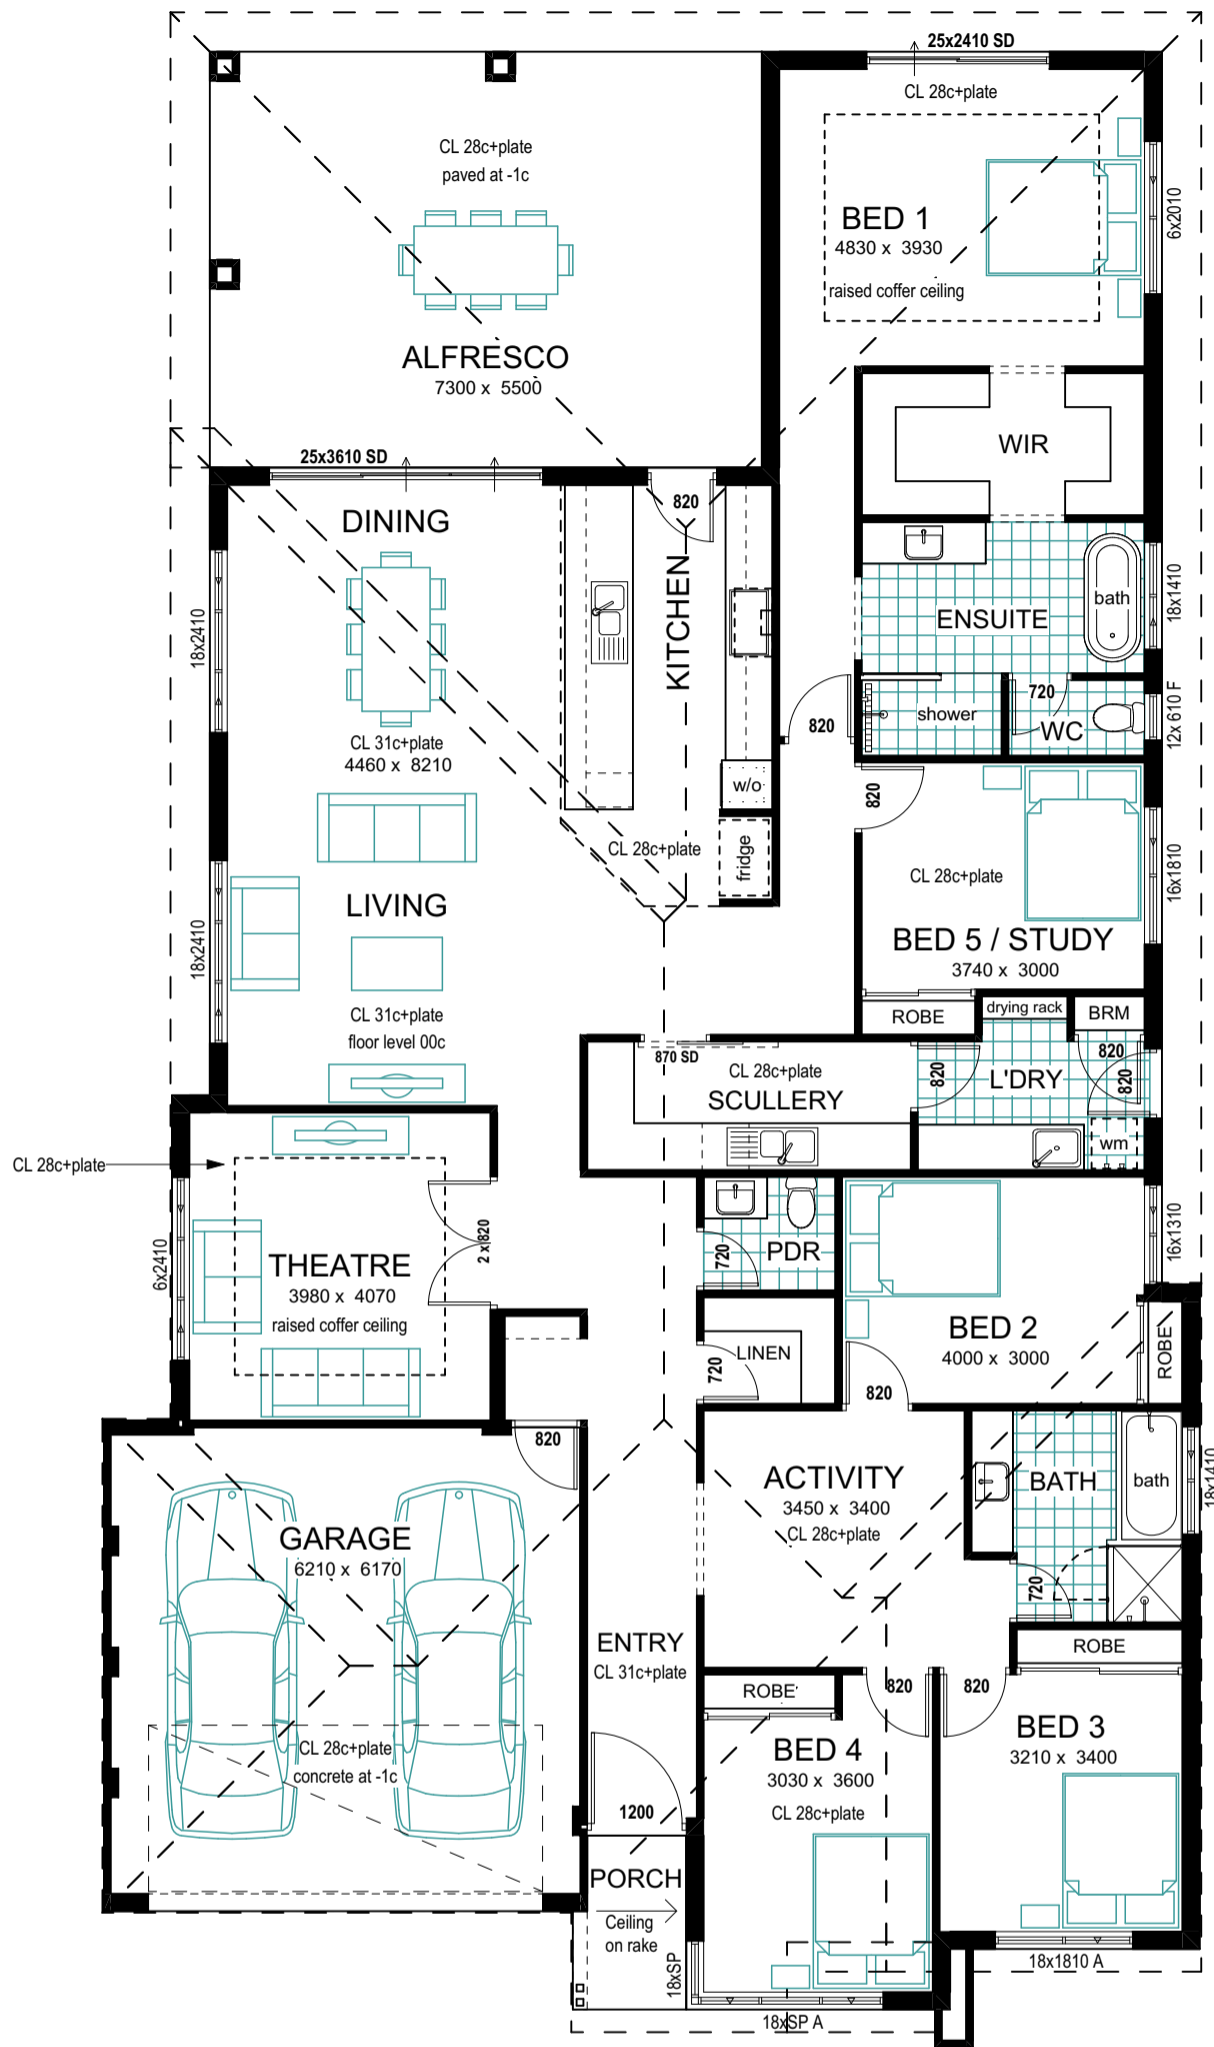 25x2410 SD
CL 28c+plate
CL 28c+plate
paved at -1c
BED 1
4830 x 3930
raised coffer ceiling
6x2010
ALFRESCO
7300 x 5500
WIR
25x3610 SD
820
DINING
KITCHEN
18x2410
ENSUITE
bath
18x1410
CL 31c+plate
4460 x 8210
820
shower
720
WC
12x 610 F
w/o
820
CL 28c+plate
fridge
CL 28c+plate
16x1810
LIVING
18x2410
BED 5 / STUDY
3740 x 3000
CL 31c+plate
floor level 00c
ROBE
drying rack
BRM
870 SD
CL 28c+plate
SCULLERY
820
L'DRY
820
820
wm
CL 28c+plate
6x2410
THEATRE
3980 x 4070
raised coffer ceiling
2 x 820
720
PDR
16x1310
BED 2
4000 x 3000
ROBE
LINEN
720
820
820
GARAGE
6210 x 6170
ACTIVITY
3450 x 3400
CL 28c+plate
BATH
bath
18x1410
720
ENTRY
CL 31c+plate
ROBE
ROBE
820
820
BED 3
3210 x 3400
BED 4
3030 x 3600
CL 28c+plate
CL 28c+plate
concrete at -1c
1200
PORCH
Ceiling
on rake
18xSP
18x1810 A
18xSP A